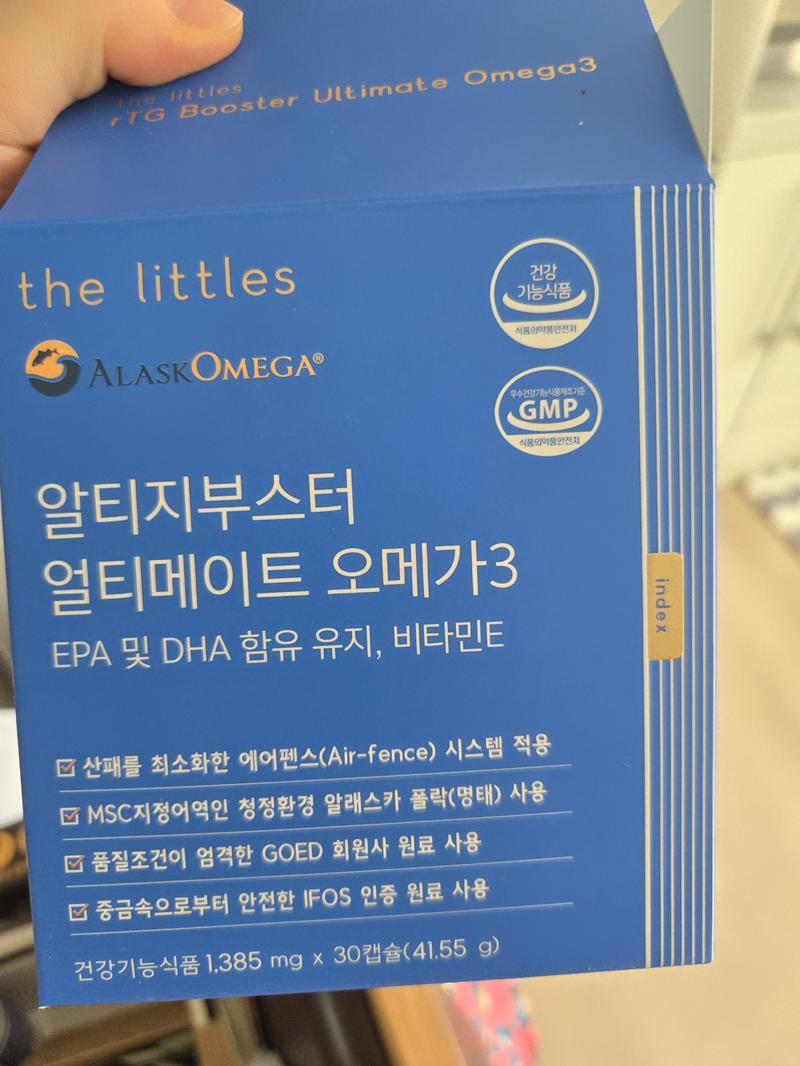 the littles
rTG Booster Ultimate Omega3
the littles
건강
기능식품
식품의약품안전처
ALASKOMEGA®
우수건강기능식품제조기준
GMP
식품의약품안전처
알티지부스터
얼티메이트 오메가3
EPA 및 DHA 함유 유지, 비타민E
index
산패를 최소화한 에어펜스(Air-fence) 시스템 적용
MSC지정어역인 청정환경 알래스카 폴락(명태) 사용
품질조건이 엄격한 GOED 회원사 원료 사용
중금속으로부터 안전한 IFOS 인증 원료 사용
건강기능식품 1,385 mg x 30캡슐(41.55 g)